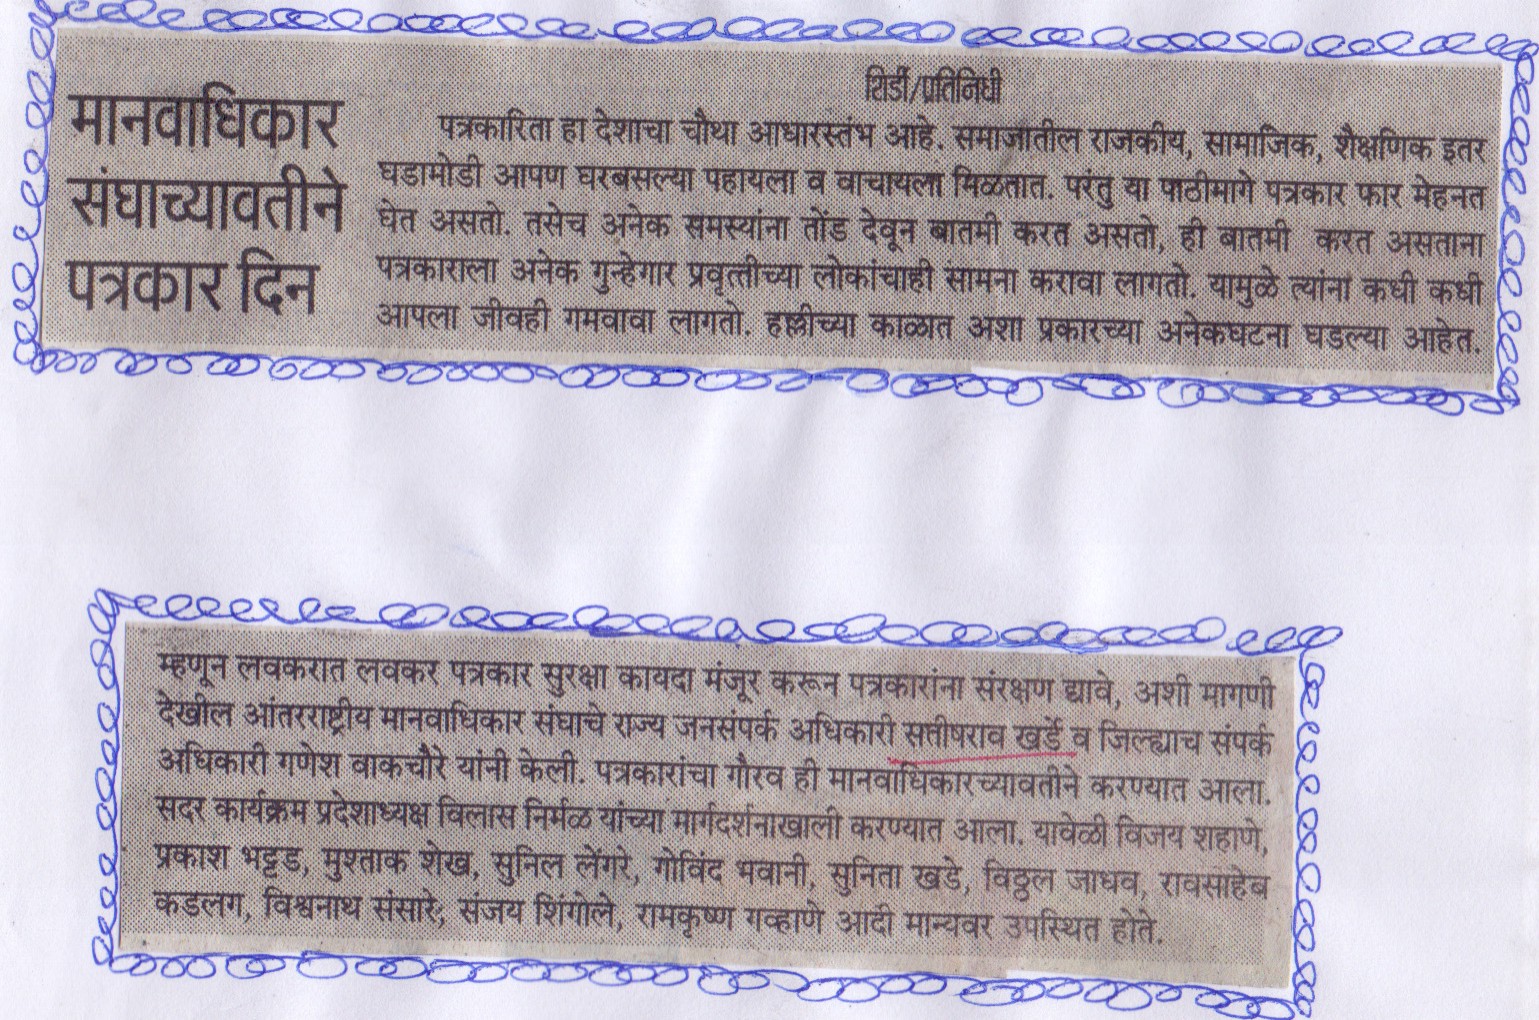 मानवाधिकार
संघाच्यावतीने
पत्रकार दिन
शिर्डी/प्रतिनिधी
पत्रकारिता हा देशाचा चौथा आधारस्तंभ आहे. समाजातील राजकीय, सामाजिक, शैक्षणिक इतर
घडामोडी आपण घरबसल्या पहायला व वाचायला मिळतात. परंतु या पाठीमागे पत्रकार फार मेहनत
घेत असतो. तसेच अनेक समस्यांना तोंड देवून बातमी करत असतो, ही बातमी करत असताना
पत्रकाराला अनेक गुन्हेगार प्रवृत्तीच्या लोकांचाही सामना करावा लागतो. यामुळे त्यांना कधी कधी
आपला जीवही गमवावा लागतो. हल्लीच्या काळात अशा प्रकारच्या अनेकघटना घडल्या आहेत.
म्हणून लवकरात लवकर पत्रकार सुरक्षा कायदा मंजूर करून पत्रकारांना संरक्षण द्यावे, अशी मागणी
देखील आंतरराष्ट्रीय मानवाधिकार संघाचे राज्य जनसंपर्क अधिकारी सतीषराव खर्डे व जिल्ह्याच संपर्क
अधिकारी गणेश वाकचौरे यांनी केली. पत्रकारांचा गौरव ही मानवाधिकारच्यावतीने करण्यात आला.
सदर कार्यक्रम प्रदेशाध्यक्ष विलास निर्मळ यांच्या मार्गदर्शनाखाली करण्यात आला. यावेळी विजय शहाणे,
प्रकाश भट्टड, मुश्ताक शेख, सुनिल लेंगरे, गोविंद भवानी, सुनिता खडे, विठ्ठल जाधव, रावसाहेब
कडलग, विश्वनाथ संसारे, संजय शिंगोले, रामकृष्ण गव्हाणे आदी मान्यवर उपस्थित होते.